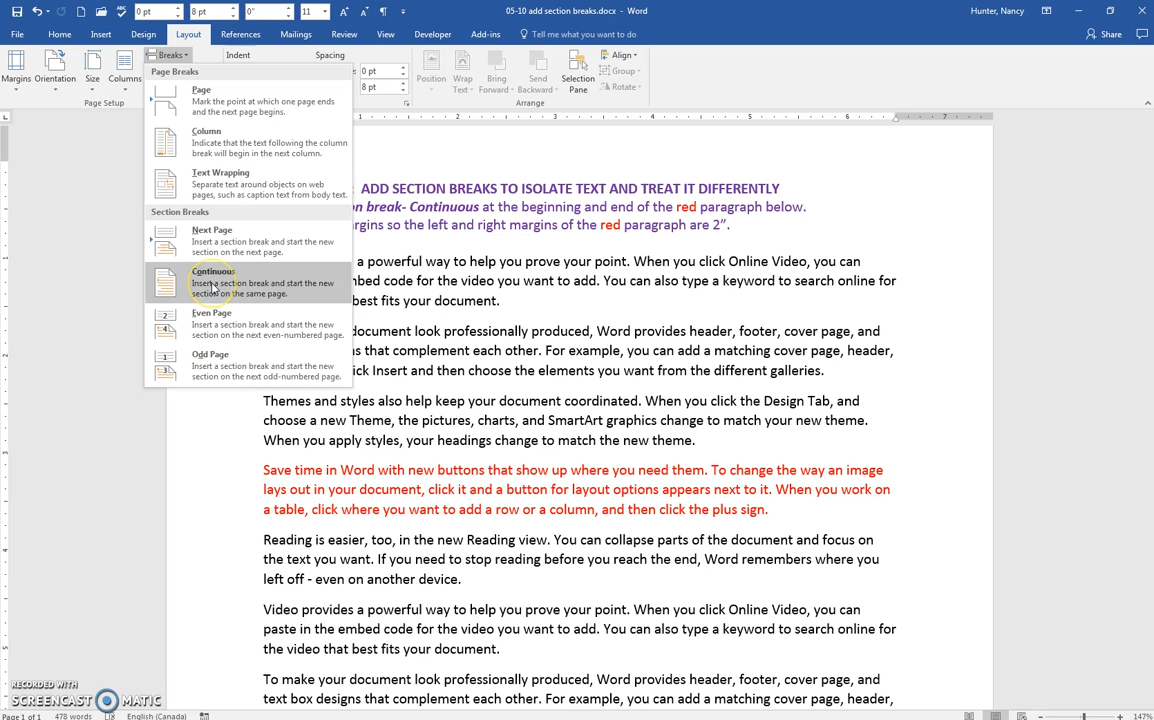 0 pt
8 pt
0"
11
05-10 add section breaks.docx - Word
Hunter, Nancy
File
Home
Insert
Design
Layout
References
Mailings
Review
View
Developer
Add-ins
Tell me what you want to do
Share
Margins
Orientation
Size
Columns
Breaks
Indent
Spacing
0 pt
8 pt
Position
Wrap
Text
Bring
Forward
Send
Backward
Selection
Pane
Align
Group
Rotate
Page Setup
Arrange
Page Breaks
Page
Mark the point at which one page ends
and the next page begins.
Column
Indicate that the text following the column
break will begin in the next column.
Text Wrapping
Separate text around objects on web
pages, such as caption text from body text.
Section Breaks
Next Page
Insert a section break and start the new
section on the next page.
Continuous
Insert a section break and start the new
section on the same page.
Even Page
Insert a section break and start the new
section on the next even-numbered page.
Odd Page
Insert a section break and start the new
section on the next odd-numbered page.
1 2 3 4 5 6 7
ADD SECTION BREAKS TO ISOLATE TEXT AND TREAT IT DIFFERENTLY
on break- Continuous at the beginning and end of the red paragraph below.
rgins so the left and right margins of the red paragraph are 2”.
a powerful way to help you prove your point. When you click Online Video, you can
mbed code for the video you want to add. You can also type a keyword to search online for
best fits your document.
document look professionally produced, Word provides header, footer, cover page, and
s that complement each other. For example, you can add a matching cover page, header,
ick Insert and then choose the elements you want from the different galleries.
Themes and styles also help keep your document coordinated. When you click the Design Tab, and
choose a new Theme, the pictures, charts, and SmartArt graphics change to match your new theme.
When you apply styles, your headings change to match the new theme.
Save time in Word with new buttons that show up where you need them. To change the way an image
lays out in your document, click it and a button for layout options appears next to it. When you work on
a table, click where you want to add a row or a column, and then click the plus sign.
Reading is easier, too, in the new Reading view. You can collapse parts of the document and focus on
the text you want. If you need to stop reading before you reach the end, Word remembers where you
left off - even on another device.
Video provides a powerful way to help you prove your point. When you click Online Video, you can
paste in the embed code for the video you want to add. You can also type a keyword to search online for
the video that best fits your document.
To make your document look professionally produced, Word provides header, footer, cover page, and
text box designs that complement each other. For example, you can add a matching cover page, header,
RECORDED WITH
SCREENCAST MATIC
Page 1 of 1
478 words
English (Canada)
147%